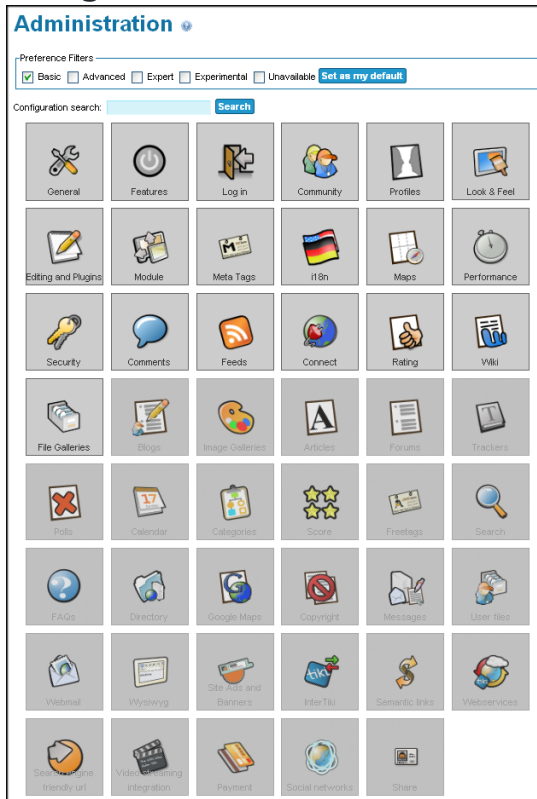 Administration
Preference Filters
Basic Advanced Expert Experimental Unavailable Set as my default
Configuration search: Search
General Features Log in Community Profiles Look & Feel
Editing and Plugins Module Meta Tags i18n Maps Performance
Security Comments Feeds Connect Rating Wiki
File Galleries Blogs Image Galleries Articles Forums Trackers
17
Polls Calendar Categories Score Freetags Search
FAQs Directory Google Maps Copyright Messages User files
Site Ads and
Webmail Wysiwyg Banners InterTiki Semantic links Webservices
Search engine Video streaming
friendly url integration Payment Social networks Share